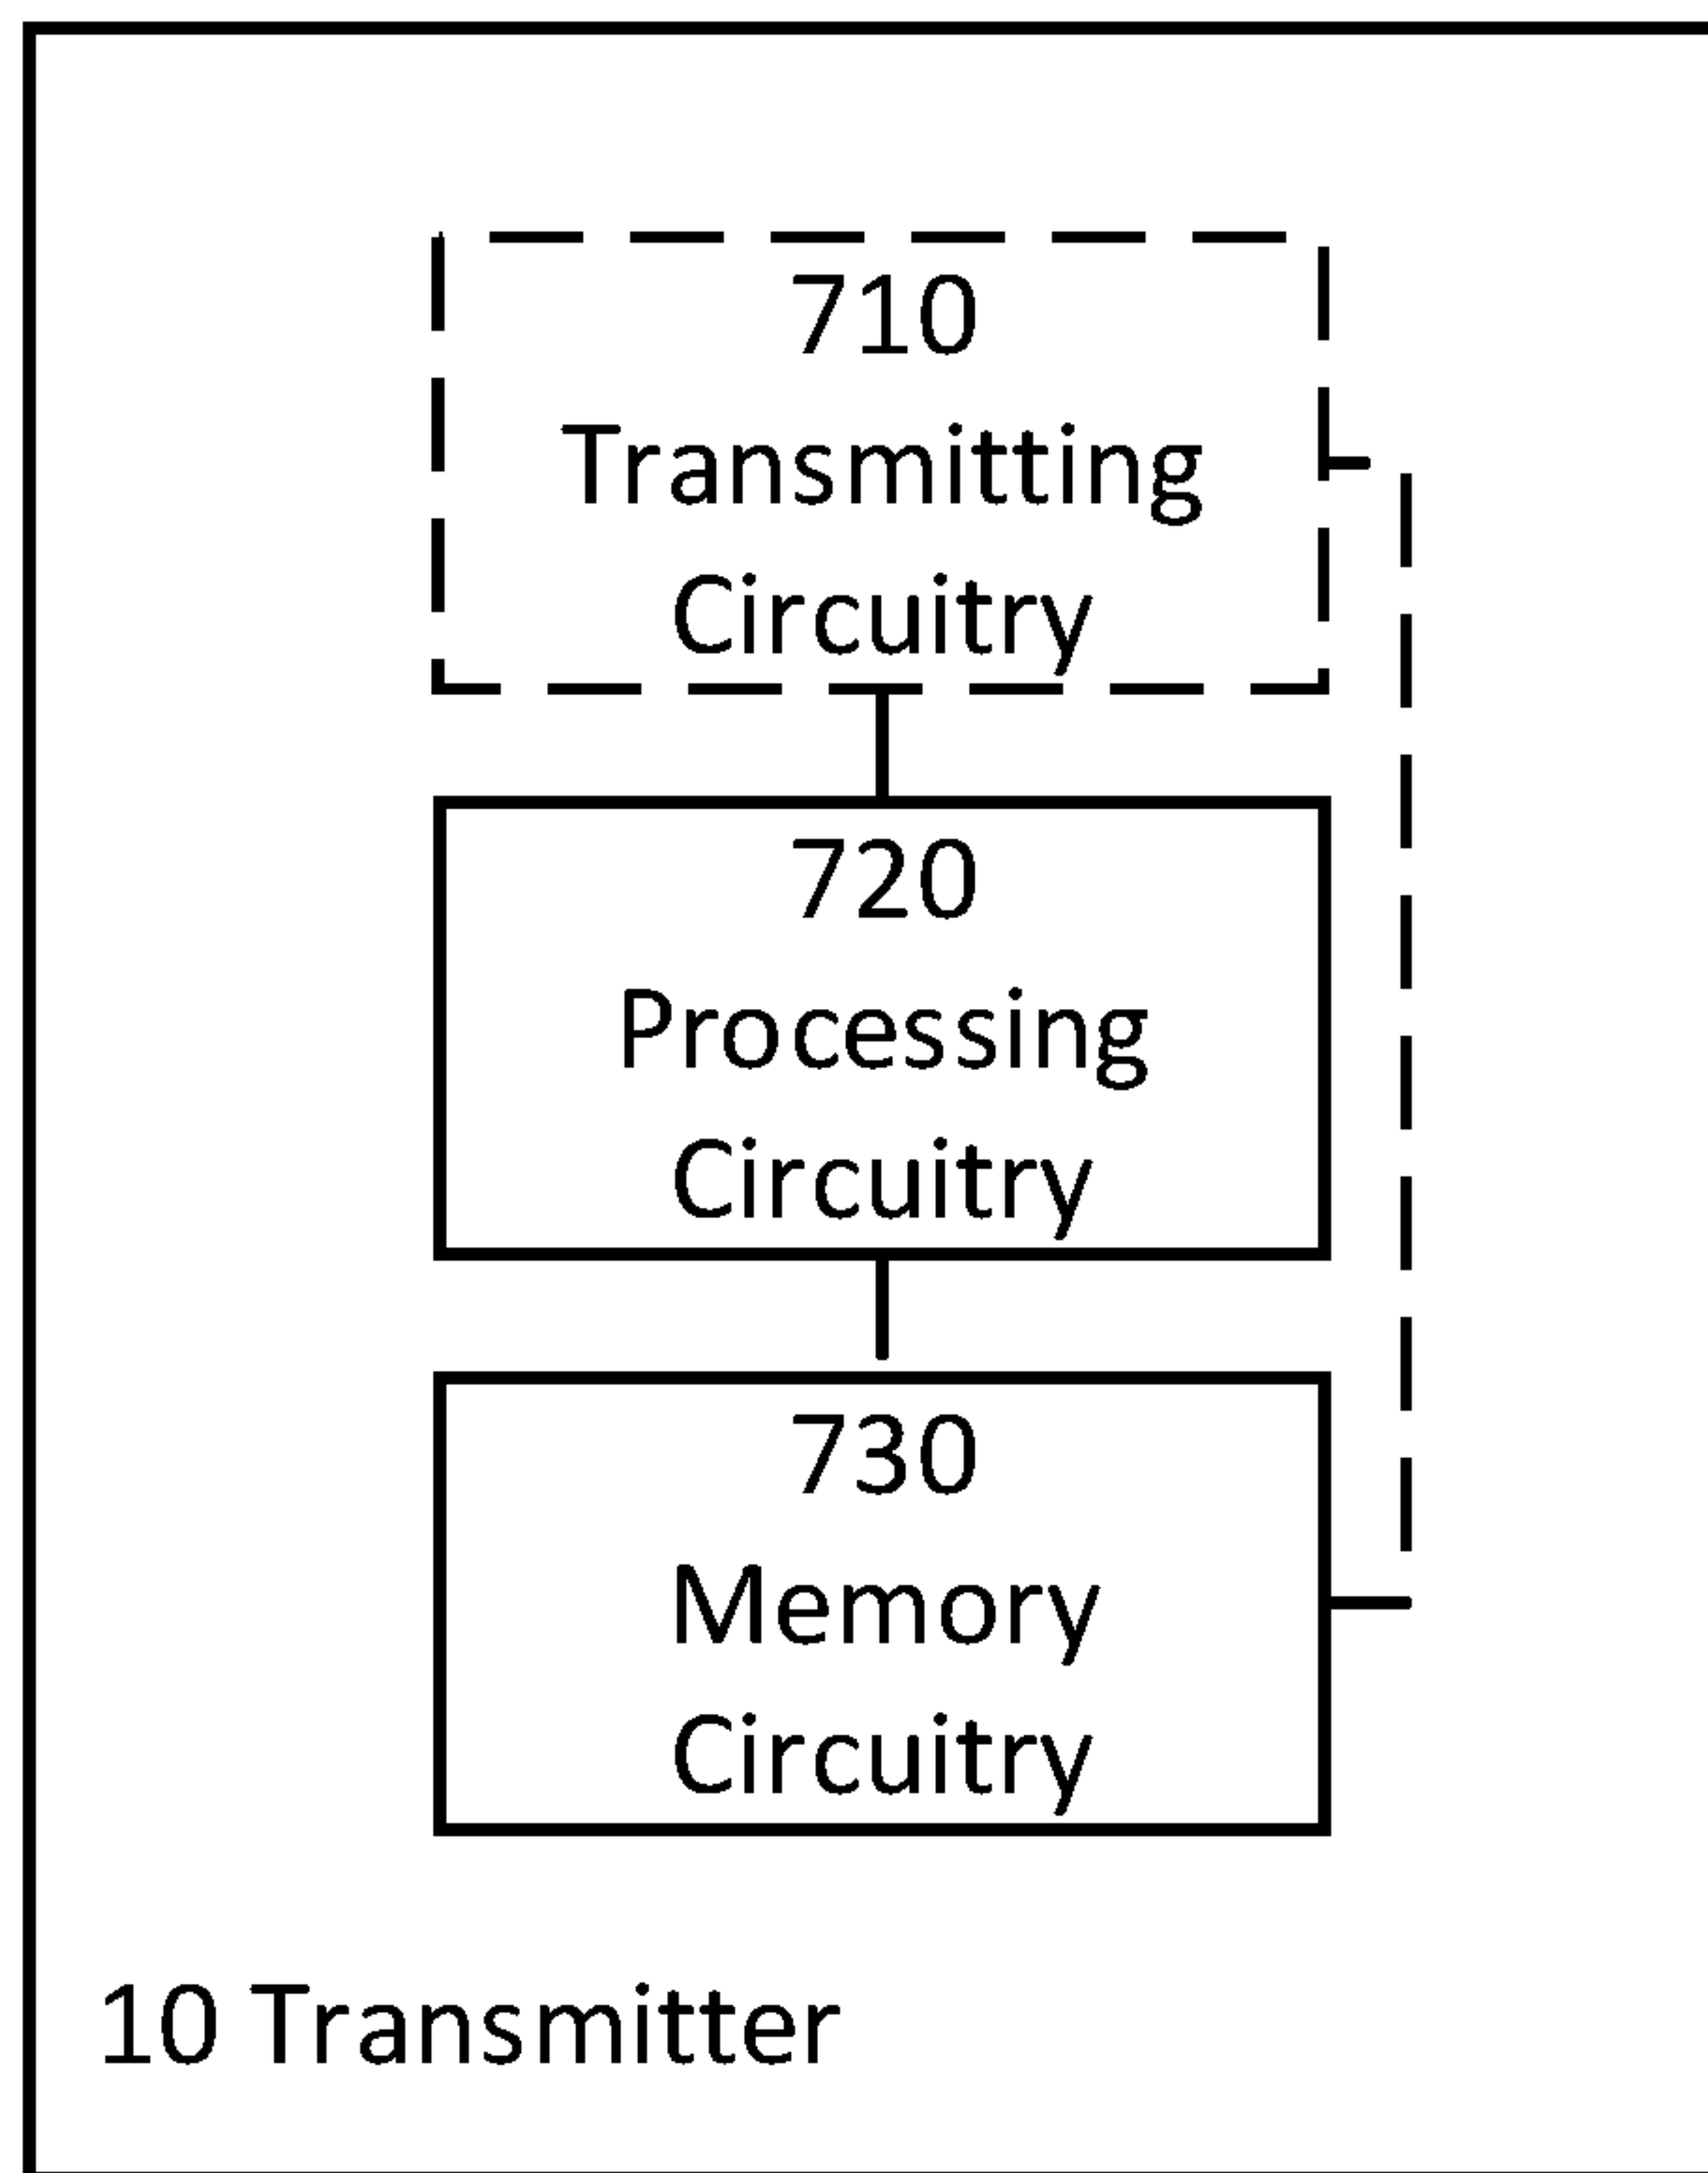 710
Transmitting
Circuitry
720
Processing
Circuitry
730
Memory
Circuitry
10 Transmitter